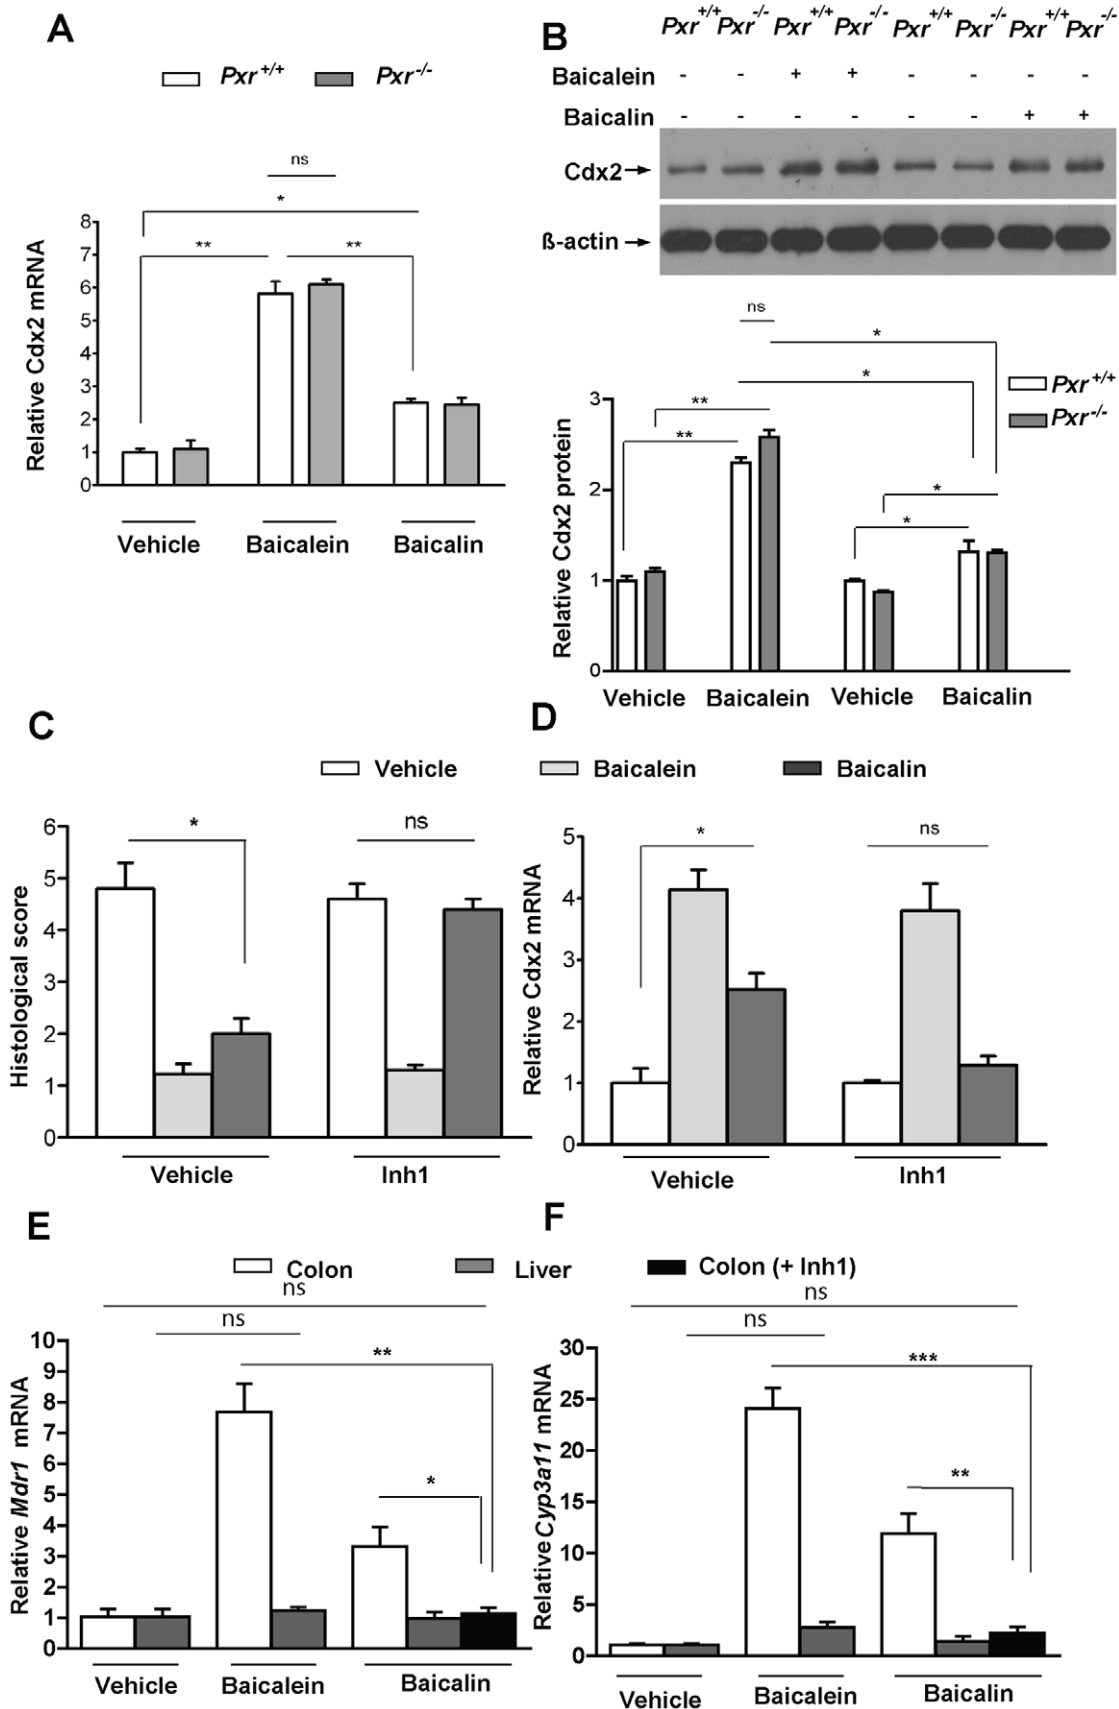 A
Pxr+/+ Pxr-/-
ns
*
** **
Relative Cdx2 mRNA
8
7
6
5
4
3
2
1
0
Vehicle Baicalein Baicalin
B
Pxr+/+ Pxr-/- Pxr+/+ Pxr-/- Pxr+/+ Pxr-/- Pxr+/+ Pxr-/-
Baicalein - - + + - - - -
Baicalin - - - - - - + +
Cdx2
ß-actin
ns
*
*
Pxr+/+
Pxr-/-
**
**
*
*
Relative Cdx2 protein
3
2
1
0
Vehicle Baicalein Vehicle Baicalin
C
D
Vehicle Baicalein Baicalin
* ns
Histological score
6
5
4
3
2
1
0
Vehicle Inh1
* ns
Relative Cdx2 mRNA
5
4
3
2
1
0
Vehicle Inh1
E
F
Colon Liver Colon (+ Inh1)
ns
ns
**
*
Relative Mdr1 mRNA
10
9
8
7
6
5
4
3
2
1
0
Vehicle Baicalein Baicalin
ns
ns
***
**
Relative Cyp3a11 mRNA
30
25
20
15
10
5
0
Vehicle Baicalein Baicalin